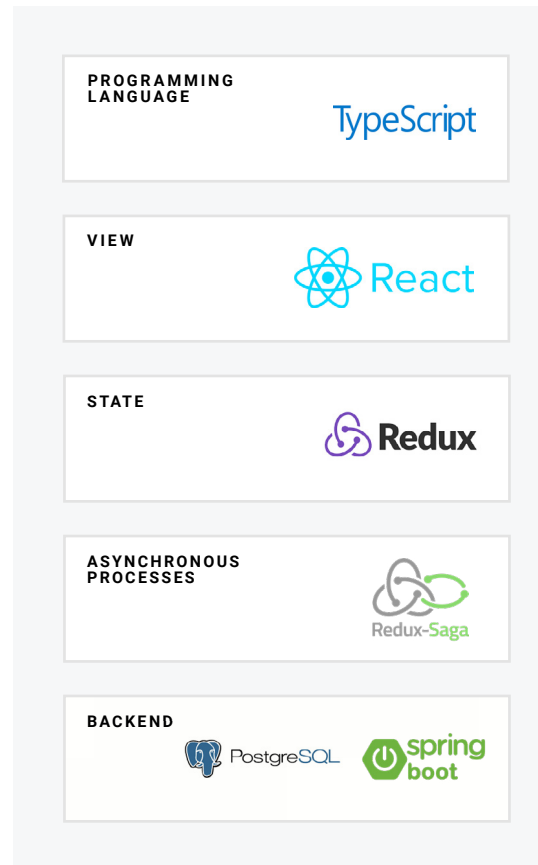 PROGRAMMING
LANGUAGE
TypeScript
VIEW
React
STATE
Redux
ASYNCHRONOUS
PROCESSES
Redux-Saga
BACKEND
PostgreSQL
spring
boot